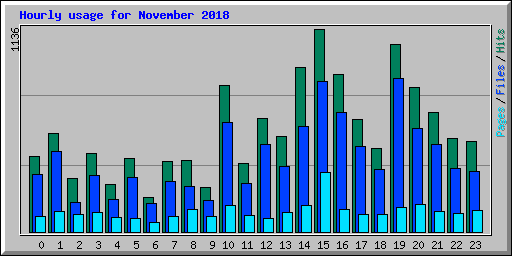 Hourly usage for November 2018
1136
Pages/Files/Hits
0 1 2 3 4 5 6 7 8 9 10 11 12 13 14 15 16 17 18 19 20 21 22 23